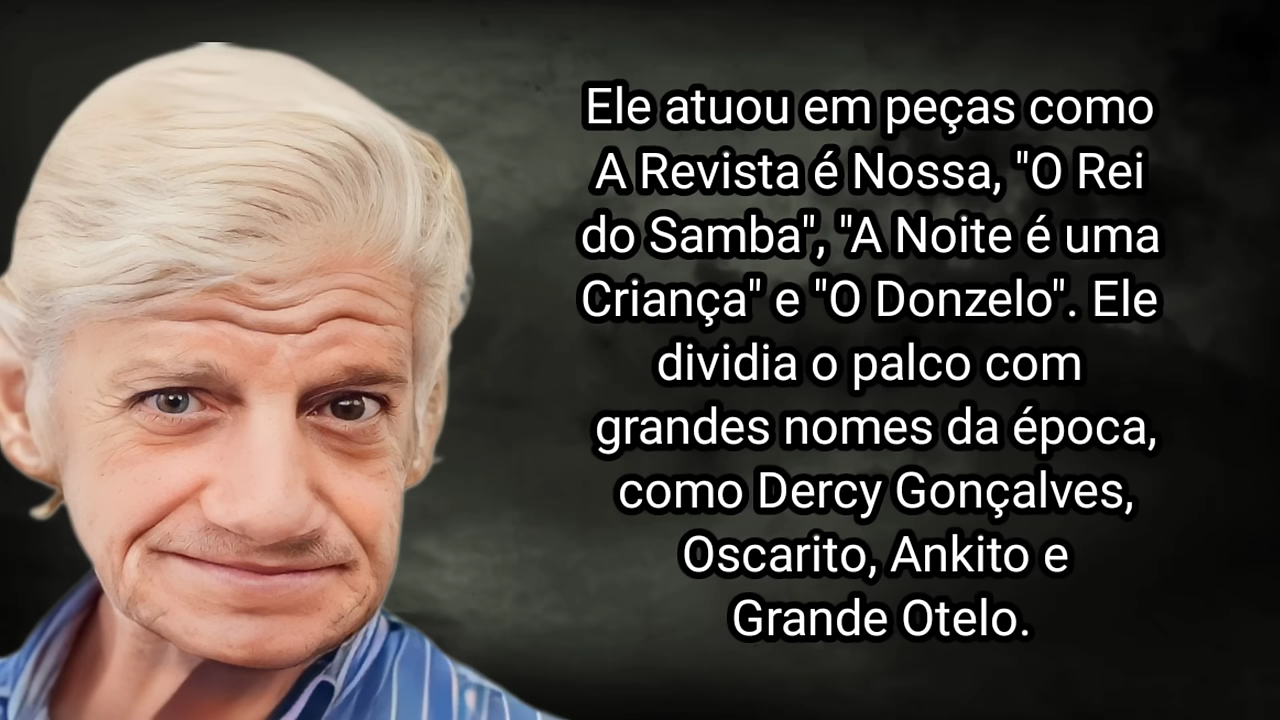 Ele atuou em peças como
A Revista é Nossa, "O Rei
do Samba", "A Noite é uma
Criança" e "O Donzelo". Ele
dividia o palco com
grandes nomes da época,
como Dercy Gonçalves,
Oscarito, Ankito e
Grande Otelo.